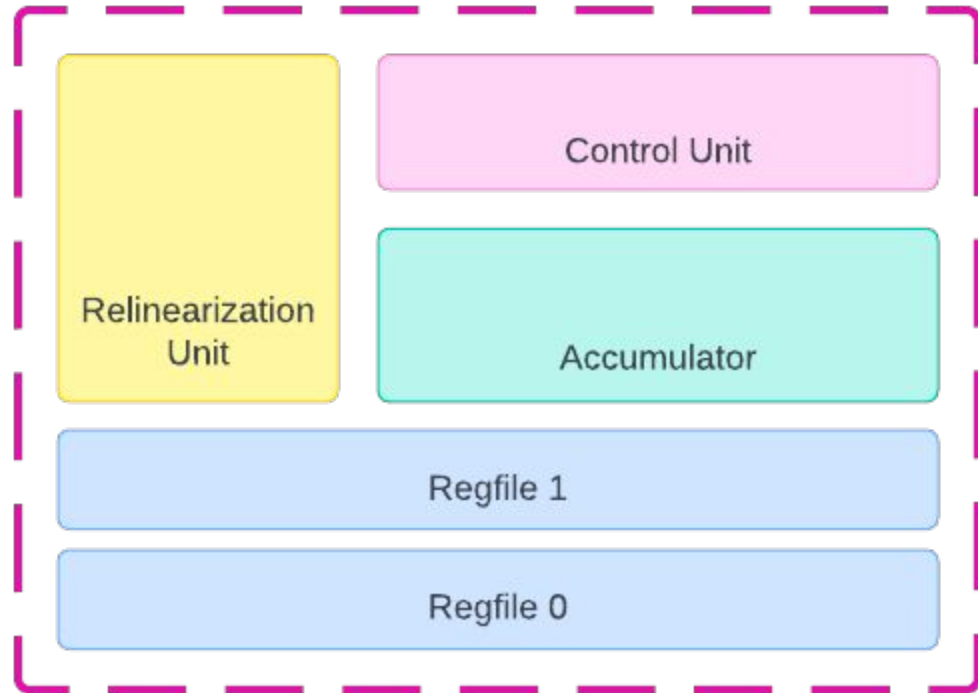 Control Unit
Relinearization
Unit
Accumulator
Regfile 1
Regfile 0